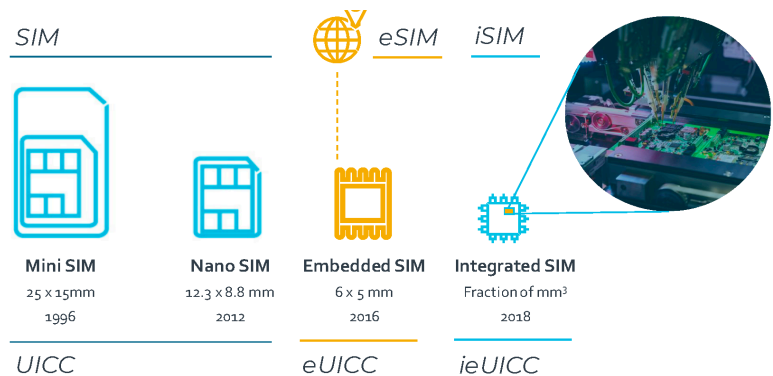 SIM
eSIM
iSIM
Mini SIM
25 x 15mm
1996
Nano SIM
12.3 x 8.8 mm
2012
Embedded SIM
6 x 5 mm
2016
Integrated SIM
Fraction of mm³
2018
UICC
eUICC
ieUICC